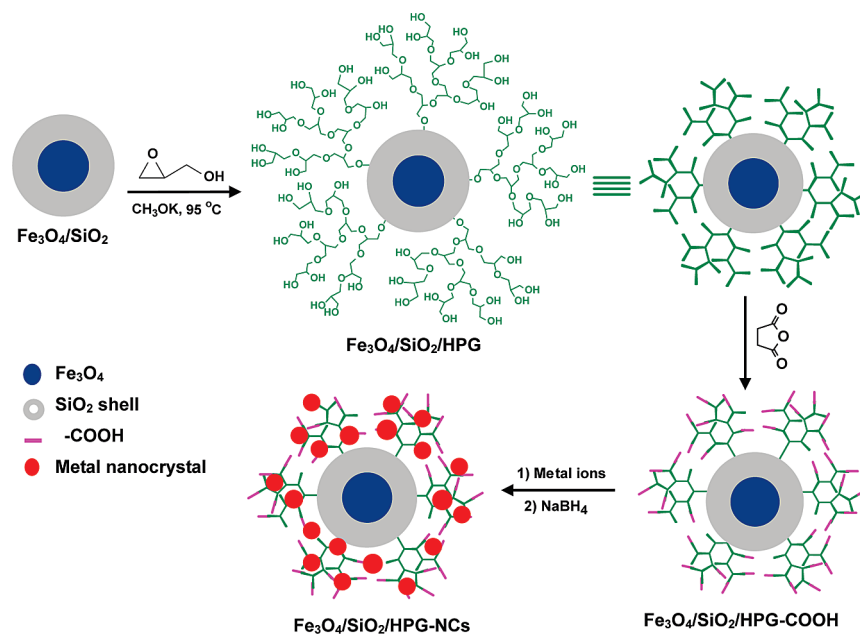 Fe3O4/SiO2
O
OH
CH3OK, 95 °C
Fe3O4/SiO2/HPG
O
O
O
Fe3O4
SiO2 shell
-COOH
Metal nanocrystal
1) Metal ions
2) NaBH4
Fe3O4/SiO2/HPG-NCs
Fe3O4/SiO2/HPG-COOH